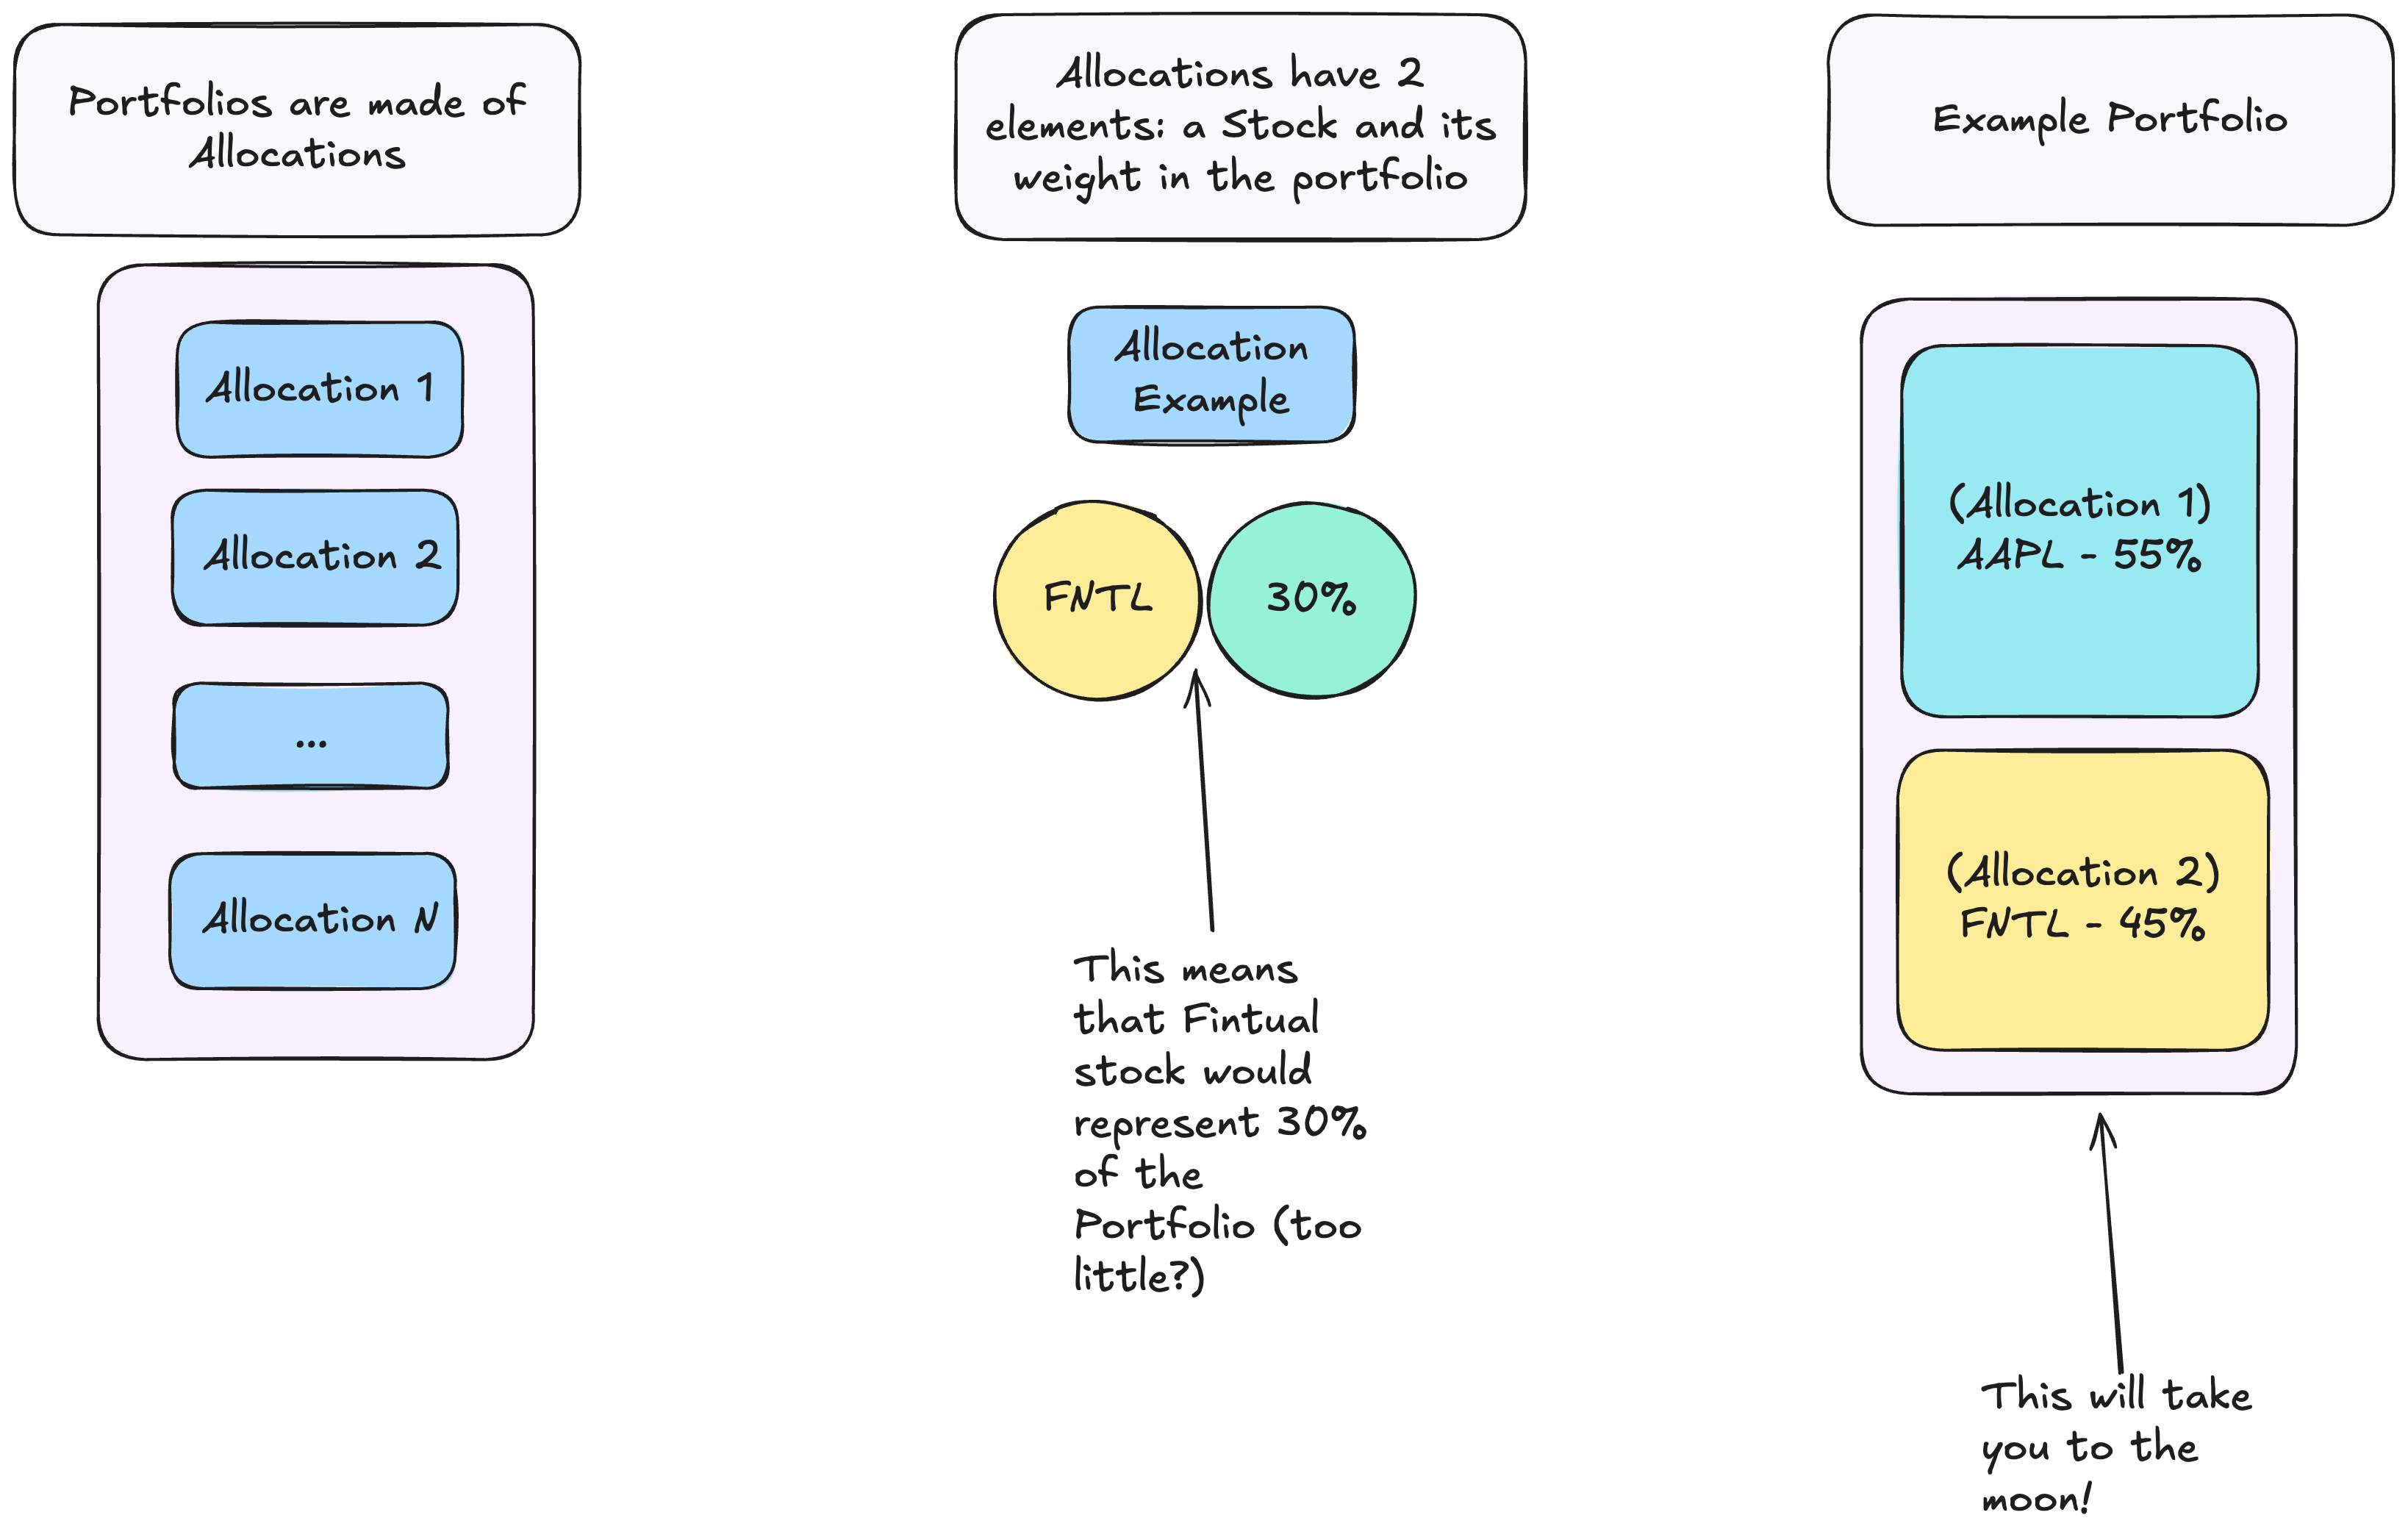 Portfolios are made of
Allocations
Allocation 1
Allocation 2
...
Allocation N
Allocations have 2
elements: a Stock and its
weight in the portfolio
Allocation
Example
FNTL
30%
This means
that Fintual
stock would
represent 30%
of the
Portfolio (too
little?)
Example Portfolio
(Allocation 1)
AAPL - 55%
(Allocation 2)
FNTL - 45%
This will take
you to the
moon!